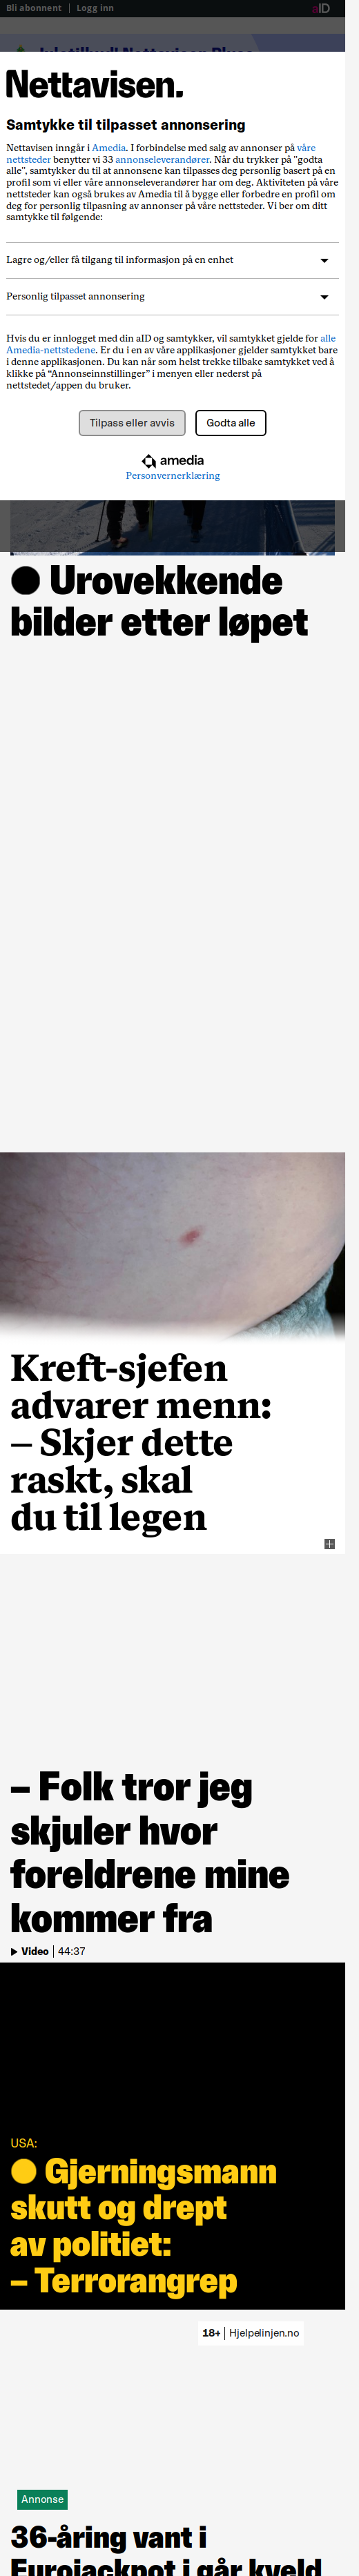 Bli abonnent | Logg inn
aID
Nettavisen.
Samtykke til tilpasset annonsering
Nettavisen inngår i Amedia. I forbindelse med salg av annonser på våre
nettsteder benytter vi 33 annonseleverandører. Når du trykker på "godta
alle", samtykker du til at annonsene kan tilpasses deg personlig basert på en
profil som vi eller våre annonseleverandører har om deg. Aktiviteten på våre
nettsteder kan også brukes av Amedia til å bygge eller forbedre en profil om
deg for personlig tilpasning av annonser på våre nettsteder. Vi ber om ditt
samtykke til følgende:
Lagre og/eller få tilgang til informasjon på en enhet
Personlig tilpasset annonsering
Hvis du er innlogget med din aID og samtykker, vil samtykket gjelde for alle
Amedia-nettstedene. Er du i en av våre applikasjoner gjelder samtykket bare
i denne applikasjonen. Du kan når som helst trekke tilbake samtykket ved å
klikke på “Annonseinnstillinger” i menyen eller nederst på
nettstedet/appen du bruker.
Tilpass eller avvis
Godta alle
amedia
Personvernerklæring
Urovekkende
bilder etter løpet
Kreft-sjefen
advarer menn:
– Skjer dette
raskt, skal
du til legen
– Folk tror jeg
skjuler hvor
foreldrene mine
kommer fra
Video | 44:37
USA:
Gjerningsmann
skutt og drept
av politiet:
– Terrorangrep
18+ | Hjelpelinjen.no
Annonse
36-åring vant i
Eurojackpot i går kveld